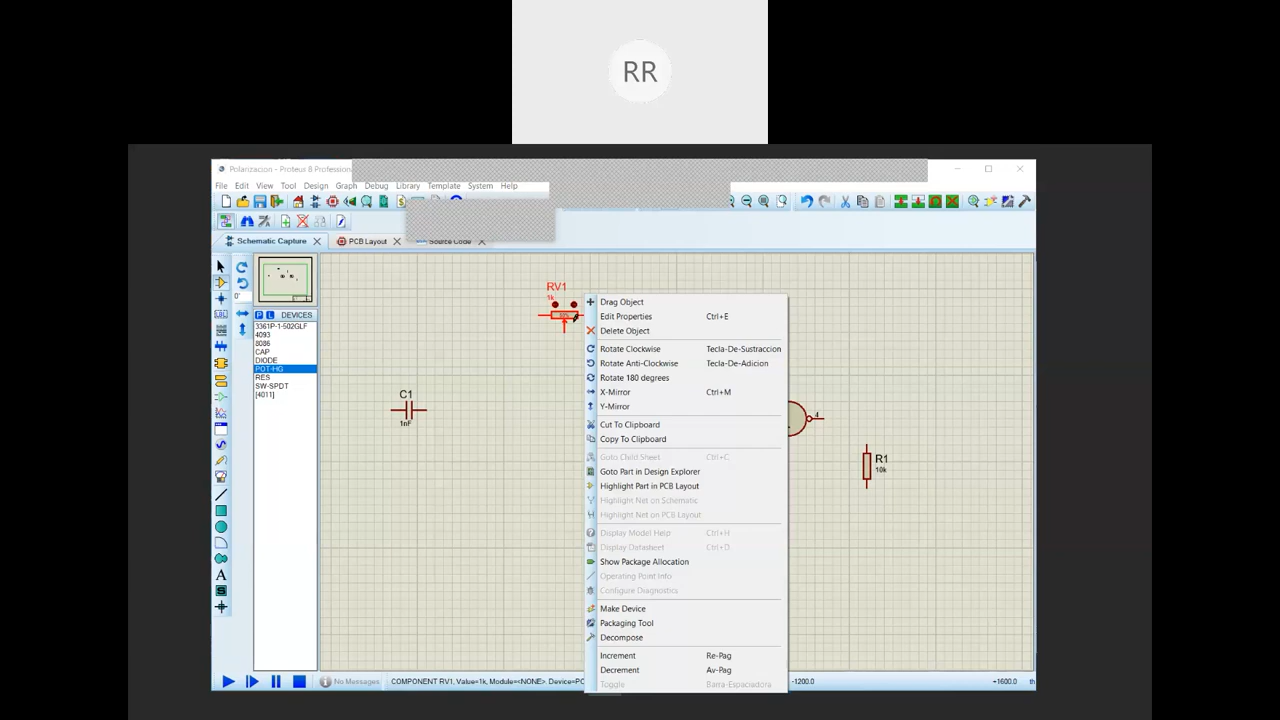 RR
Polarizacion - Proteus 8 Professional
File Edit View Tool Design Graph Debug Library Template System Help
Schematic Capture PCB Layout Source Code
0°
P L DEVICES
3361P-1-502GLF
4093
8086
CAP
DIODE
POT-HG
RES
SW-SPDT
[4011]
RV1
1k
C1
1nF
4
R1
10k
Drag Object
Edit Properties Ctrl+E
Delete Object
Rotate Clockwise Tecla-De-Sustraccion
Rotate Anti-Clockwise Tecla-De-Adicion
Rotate 180 degrees
X-Mirror Ctrl+M
Y-Mirror
Cut To Clipboard
Copy To Clipboard
Goto Child Sheet Ctrl+C
Goto Part in Design Explorer
Highlight Part in PCB Layout
Highlight Net on Schematic
Highlight Net on PCB Layout
Display Model Help Ctrl+H
Display Datasheet Ctrl+D
Show Package Allocation
Operating Point Info
Configure Diagnostics
Make Device
Packaging Tool
Decompose
Increment Re-Pag
Decrement Av-Pag
Toggle Barra-Espaciadora
No Messages COMPONENT RV1, Value=1k, Module=<NONE>, Device=PO -1200.0 +1600.0 th